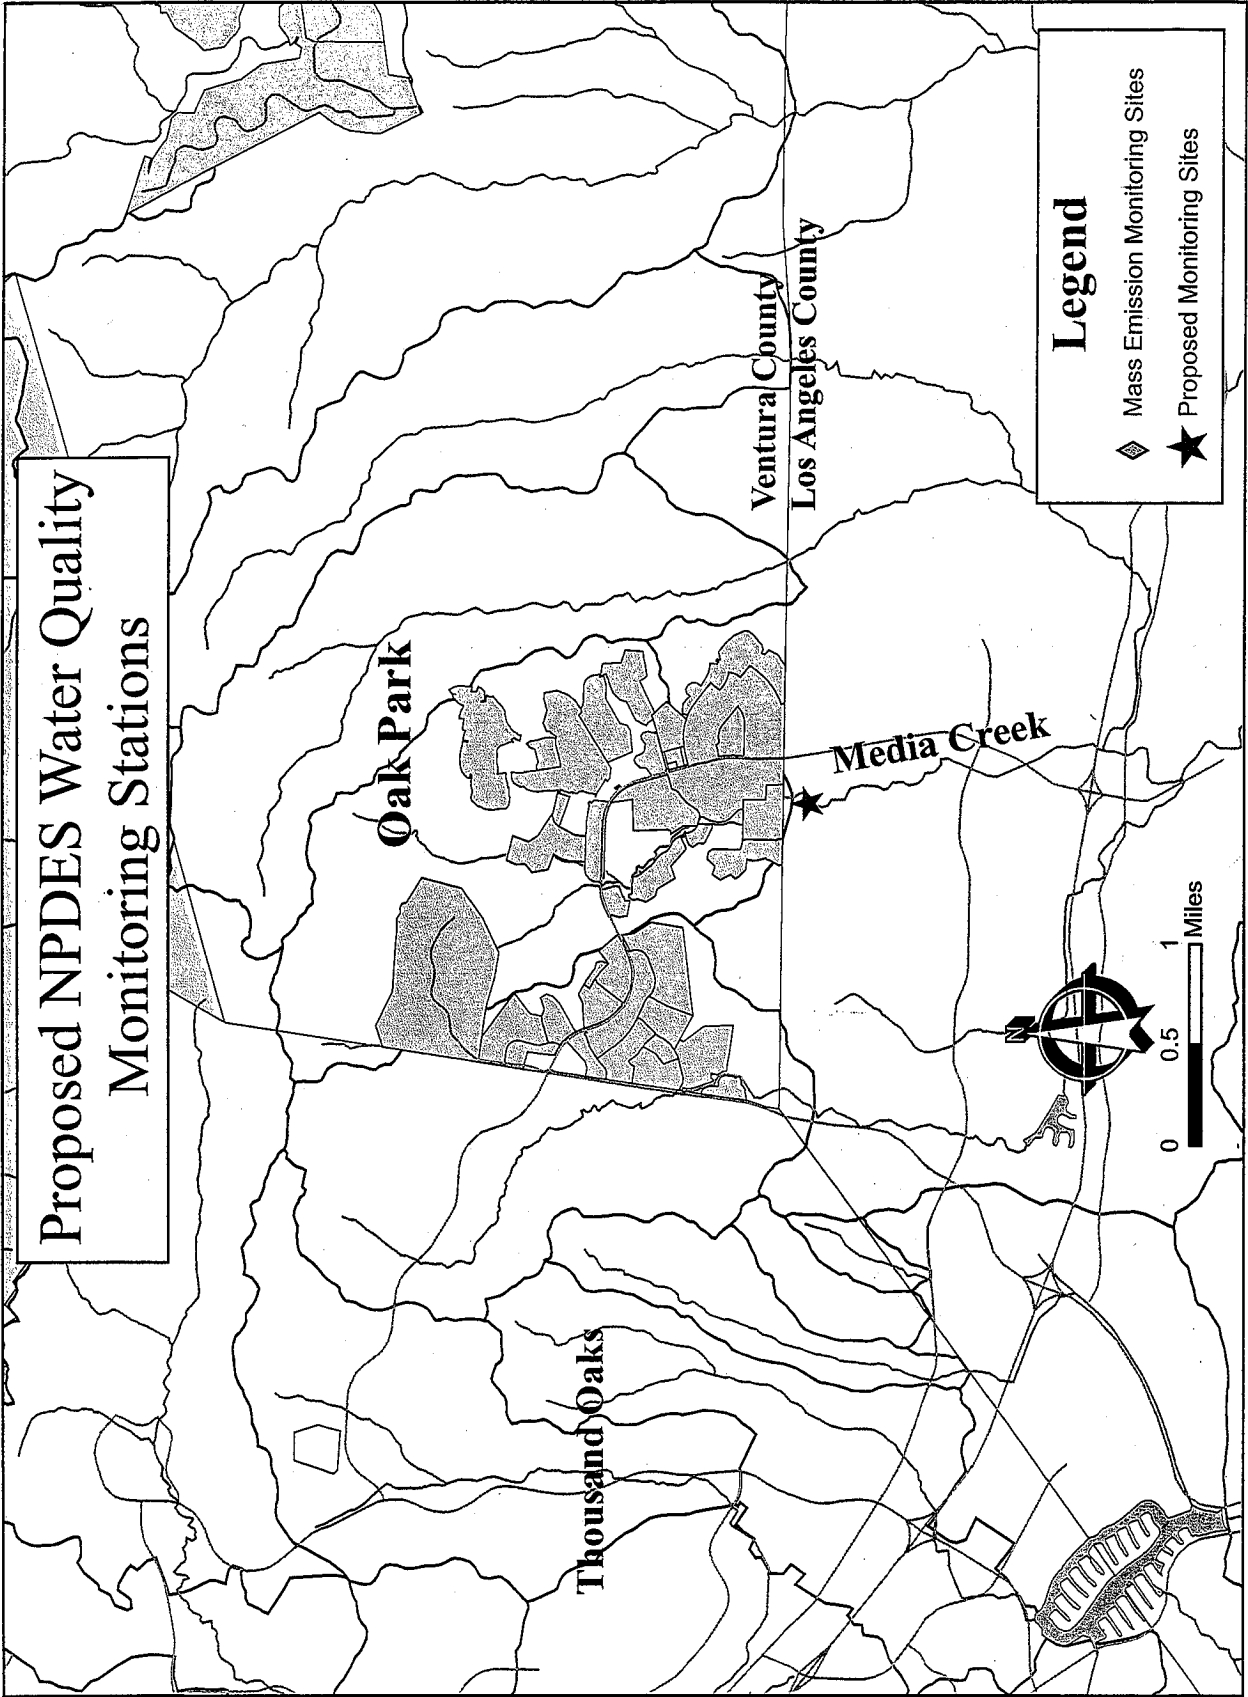 Proposed NPDES Water Quality
Monitoring Stations
Oak Park
Thousand Oaks
Ventura County
Los Angeles County
Media Creek
N
0 0.5 1 Miles
Legend
Mass Emission Monitoring Sites
Proposed Monitoring Sites